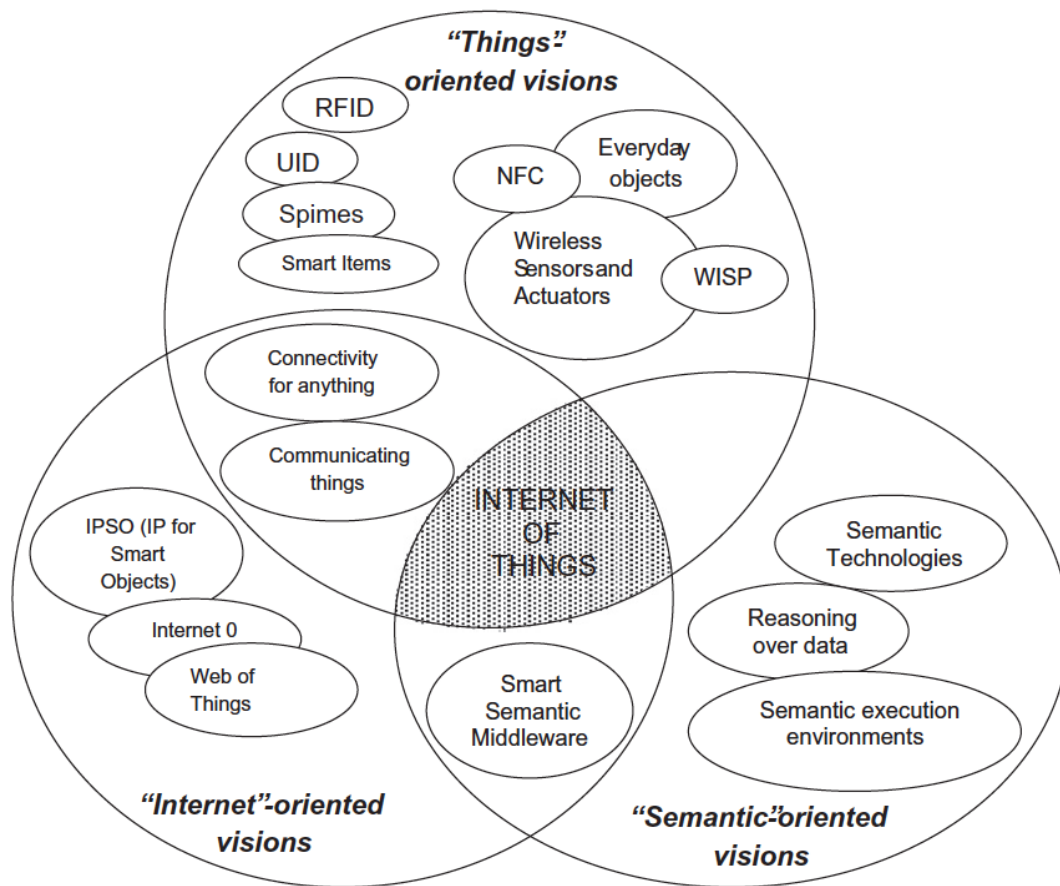 “Things”-
oriented visions
RFID
UID
Spimes
Smart Items
Everyday
objects
NFC
Wireless
Sensors and
Actuators
WISP
Connectivity
for anything
Communicating
things
INTERNET
OF
THINGS
IPSO (IP for
Smart
Objects)
Internet 0
Web of
Things
Semantic
Technologies
Reasoning
over data
Semantic execution
environments
Smart
Semantic
Middleware
“Internet”-oriented
visions
“Semantic”-oriented
visions